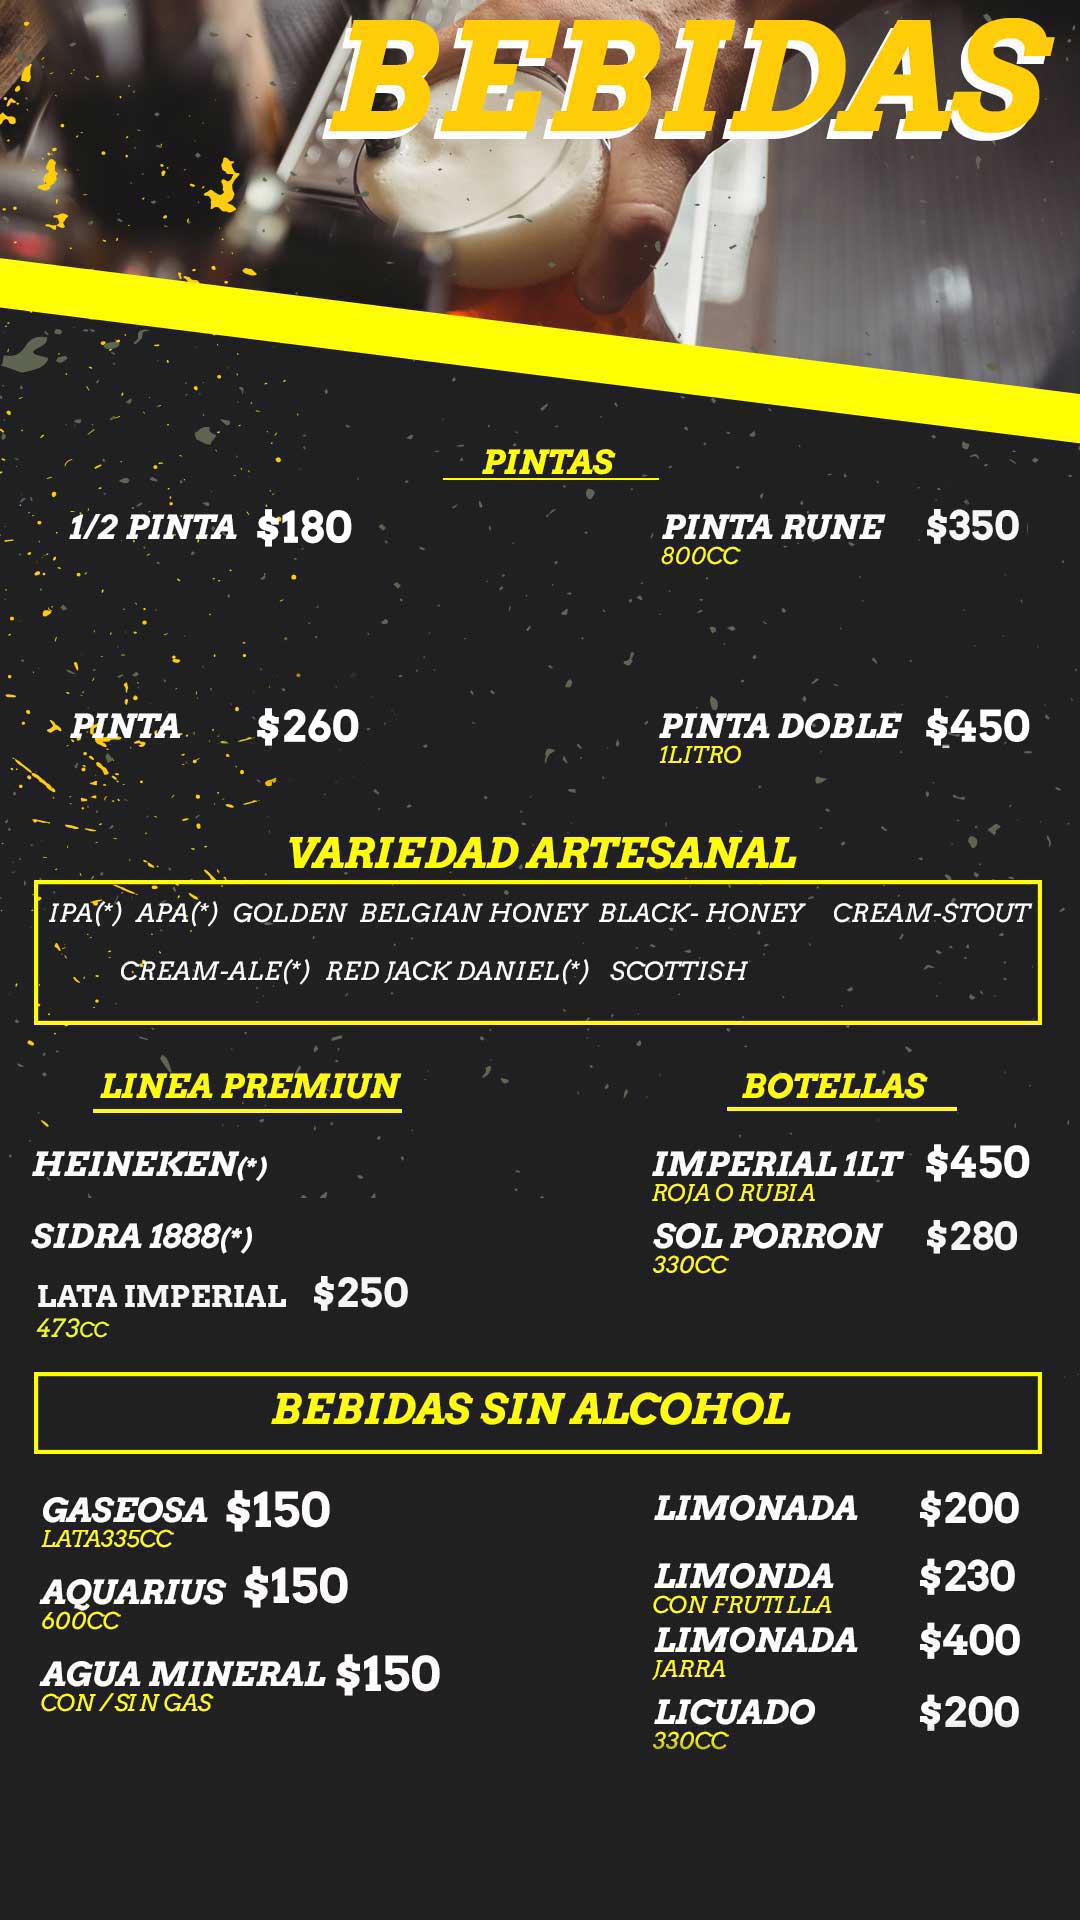 BEBIDAS
PINTAS
1/2 PINTA $180
PINTA RUNE $350
800CC
PINTA $260
PINTA DOBLE $450
1LITRO
VARIEDAD ARTESANAL
IPA(*) APA(*) GOLDEN BELGIAN HONEY BLACK- HONEY CREAM-STOUT
CREAM-ALE(*) RED JACK DANIEL(*) SCOTTISH
LINEA PREMIUN
HEINEKEN(*)
SIDRA 1888(*)
LATA IMPERIAL $250
473CC
BOTELLAS
IMPERIAL 1LT $450
ROJA O RUBIA
SOL PORRON $280
330CC
BEBIDAS SIN ALCOHOL
GASEOSA $150
LATA335CC
AQUARIUS $150
600CC
AGUA MINERAL $150
CON / SIN GAS
LIMONADA $200
LIMONDA $230
CON FRUTILLA
LIMONADA $400
JARRA
LICUADO $200
330CC